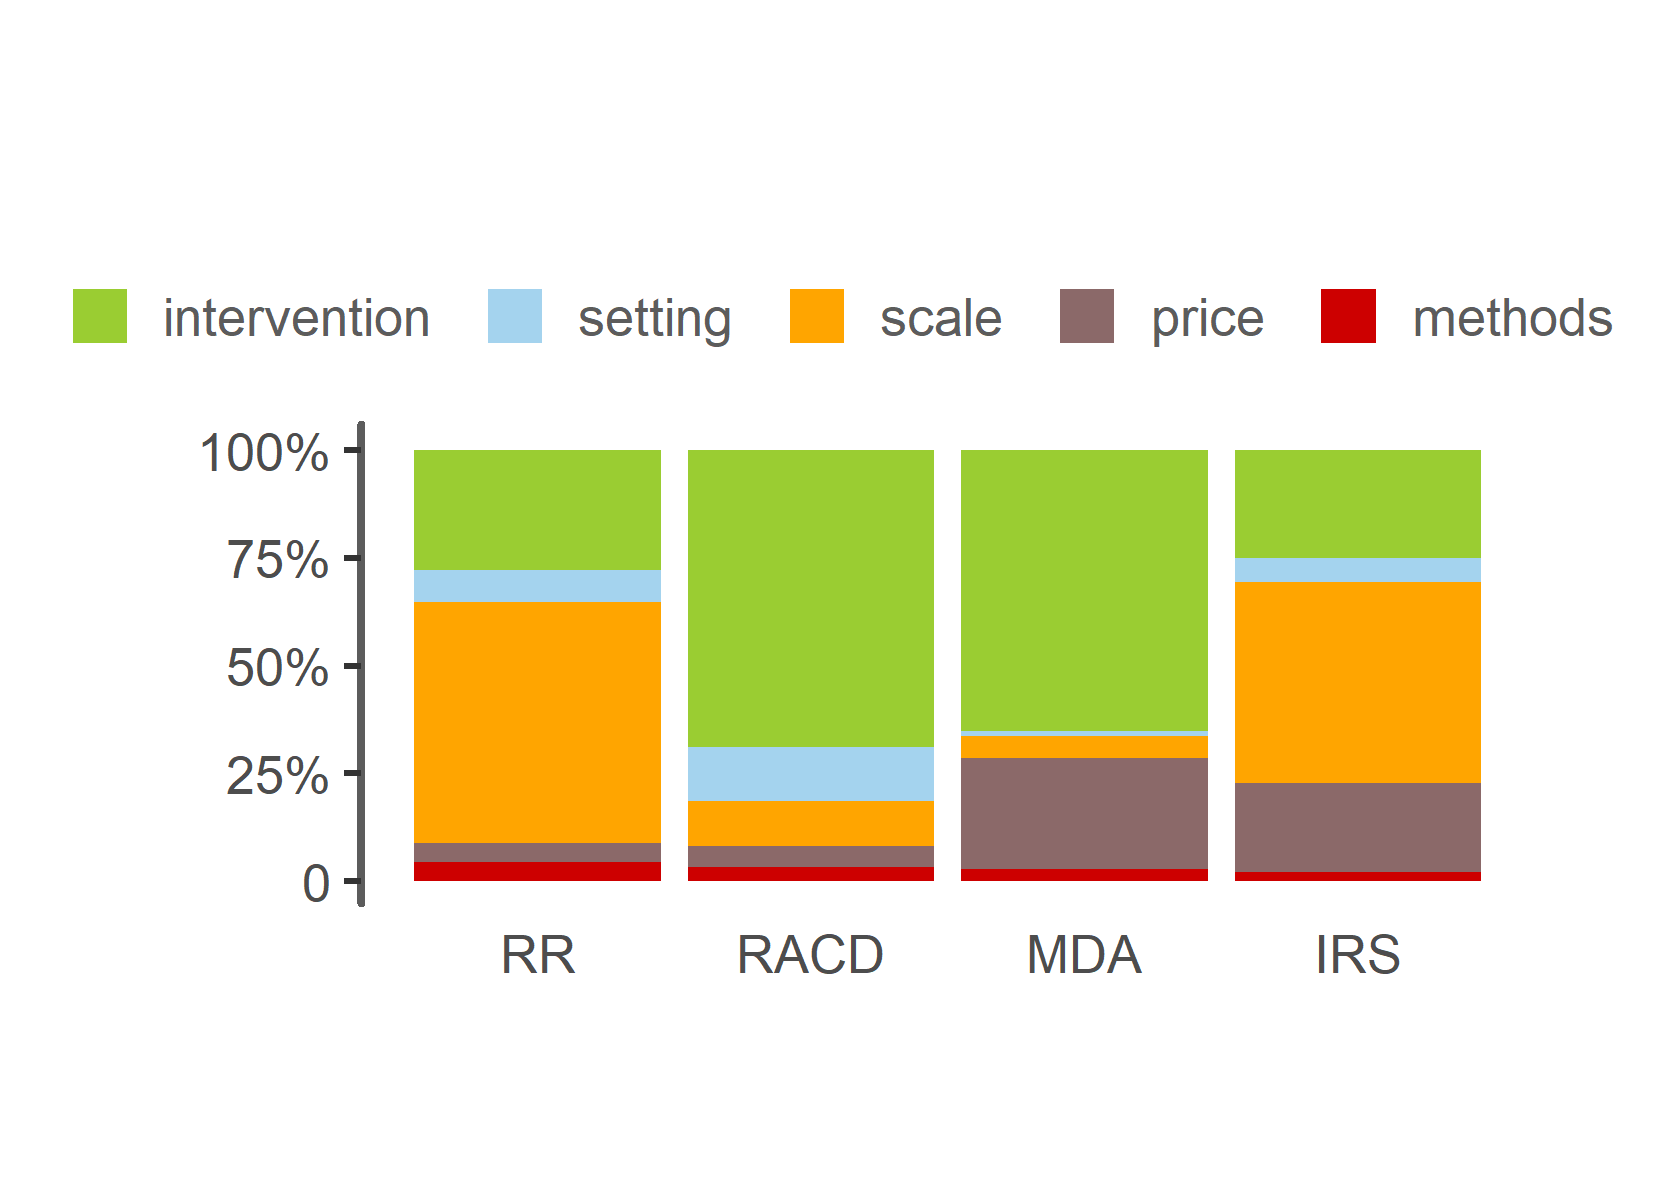 intervention setting scale price methods
100%
75%
50%
25%
0
RR RACD MDA IRS